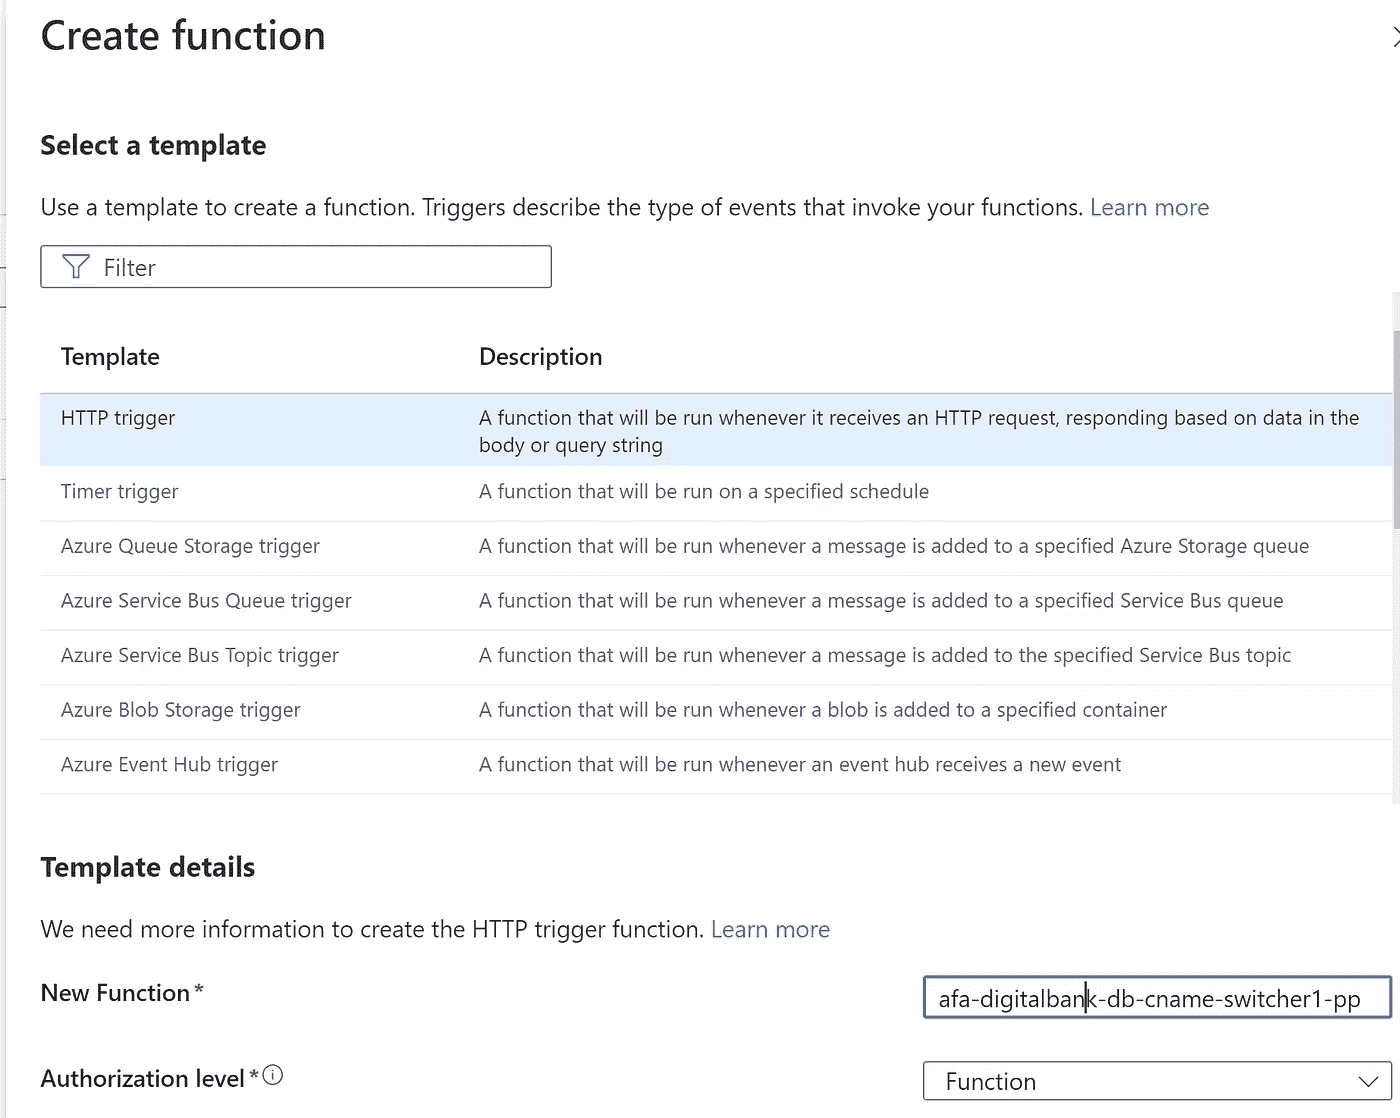 Create function
Select a template
Use a template to create a function. Triggers describe the type of events that invoke your functions. Learn more
Filter
Template Description
HTTP trigger A function that will be run whenever it receives an HTTP request, responding based on data in the
body or query string
Timer trigger A function that will be run on a specified schedule
Azure Queue Storage trigger A function that will be run whenever a message is added to a specified Azure Storage queue
Azure Service Bus Queue trigger A function that will be run whenever a message is added to a specified Service Bus queue
Azure Service Bus Topic trigger A function that will be run whenever a message is added to the specified Service Bus topic
Azure Blob Storage trigger A function that will be run whenever a blob is added to a specified container
Azure Event Hub trigger A function that will be run whenever an event hub receives a new event
Template details
We need more information to create the HTTP trigger function. Learn more
New Function* afa-digitalbank-db-cname-switcher1-pp
Authorization level* Function